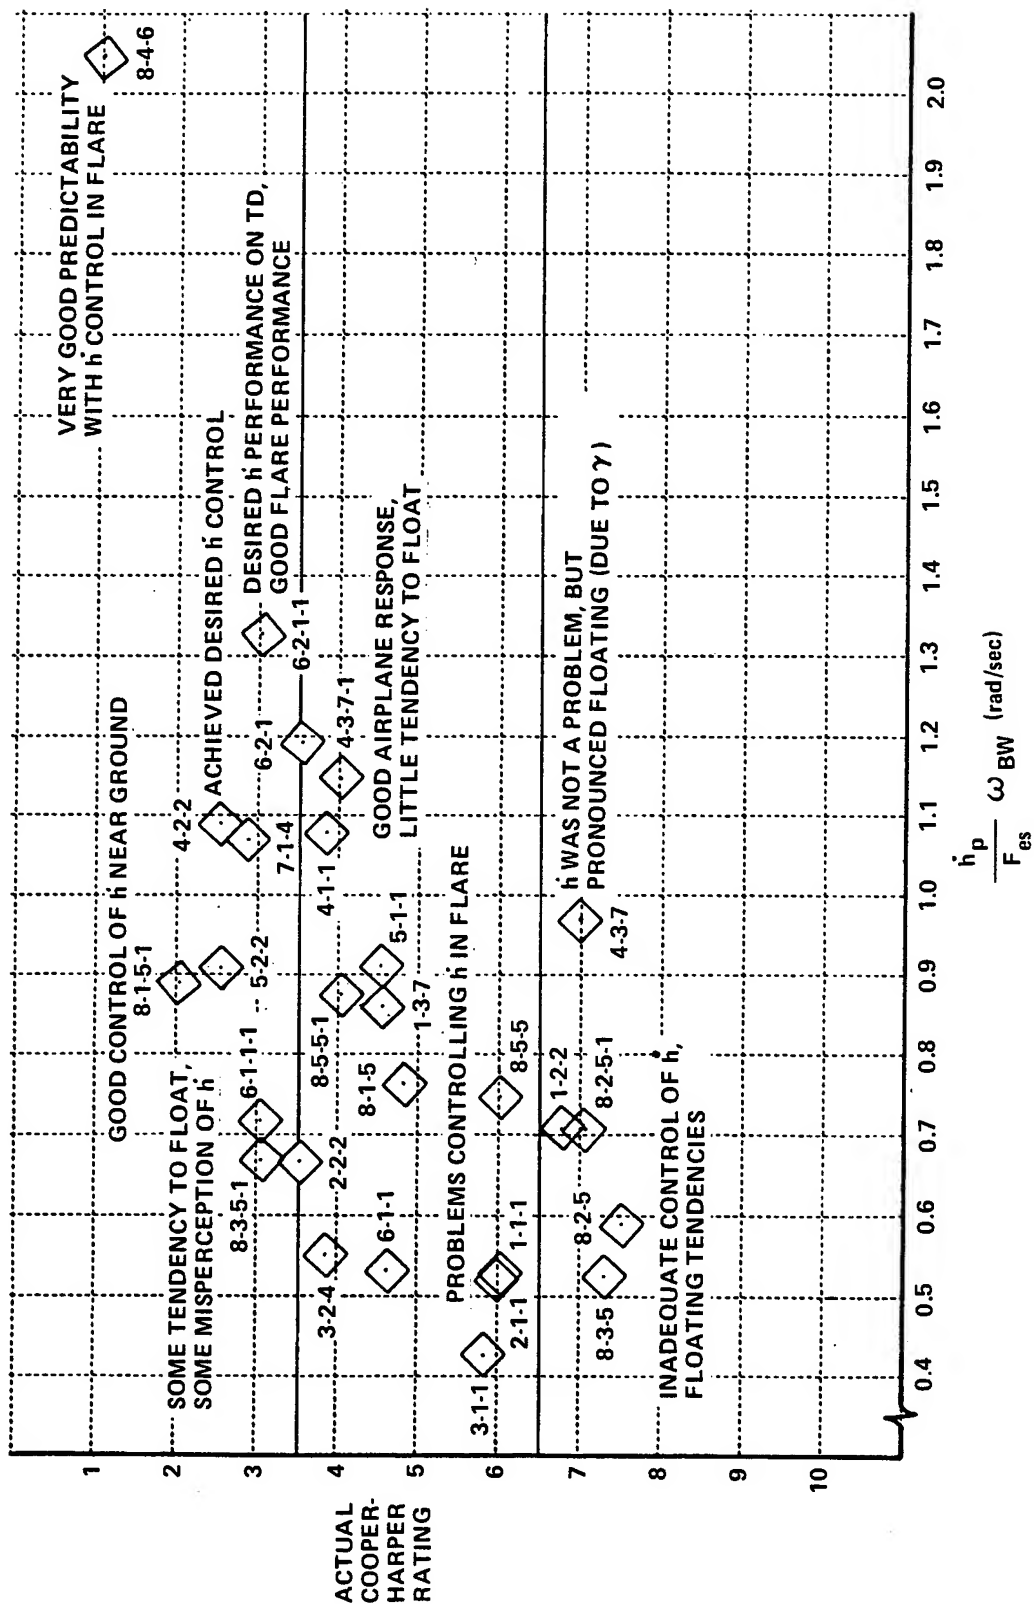 VERY GOOD PREDICTABILITY
WITH ḣ CONTROL IN FLARE
8-4-6
GOOD CONTROL OF ḣ NEAR GROUND
8-1-5-1
5-2-2
4-2-2
ACHIEVED DESIRED ḣ CONTROL
7-1-4
DESIRED ḣ PERFORMANCE ON TD,
GOOD FLARE PERFORMANCE
6-2-1-1
6-2-1
SOME TENDENCY TO FLOAT,
SOME MISPERCEPTION OF ḣ
6-1-1-1
8-3-5-1
2-2-2
3-2-4
6-1-1
8-5-5-1
8-1-5
1-3-7
5-1-1
4-1-1
4-3-7-1
GOOD AIRPLANE RESPONSE,
LITTLE TENDENCY TO FLOAT
PROBLEMS CONTROLLING ḣ IN FLARE
3-1-1
2-1-1
1-1-1
8-5-5
1-2-2
8-2-5-1
8-2-5
8-3-5
ḣ WAS NOT A PROBLEM, BUT
PRONOUNCED FLOATING (DUE TO γ)
4-3-7
INADEQUATE CONTROL OF ḣ,
FLOATING TENDENCIES
1
2
3
4
5
6
7
8
9
10
ACTUAL
COOPER-
HARPER
RATING
0.4
0.5
0.6
0.7
0.8
0.9
1.0
1.1
1.2
1.3
1.4
1.5
1.6
1.7
1.8
1.9
2.0
ḣp
Fes
ω BW (rad/sec)